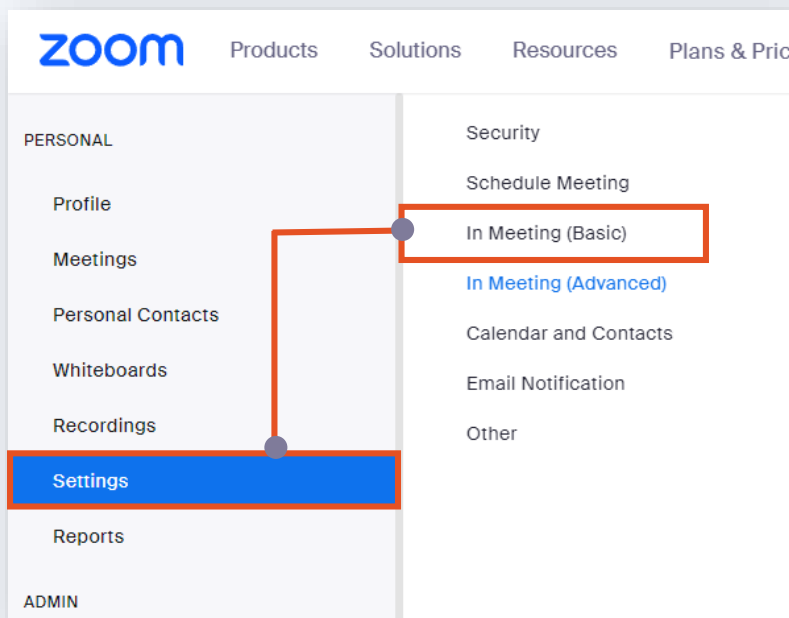 zoom Products Solutions Resources Plans & Pric
PERSONAL
Profile
Meetings
Personal Contacts
Whiteboards
Recordings
Settings
Reports
ADMIN
Security
Schedule Meeting
In Meeting (Basic)
In Meeting (Advanced)
Calendar and Contacts
Email Notification
Other